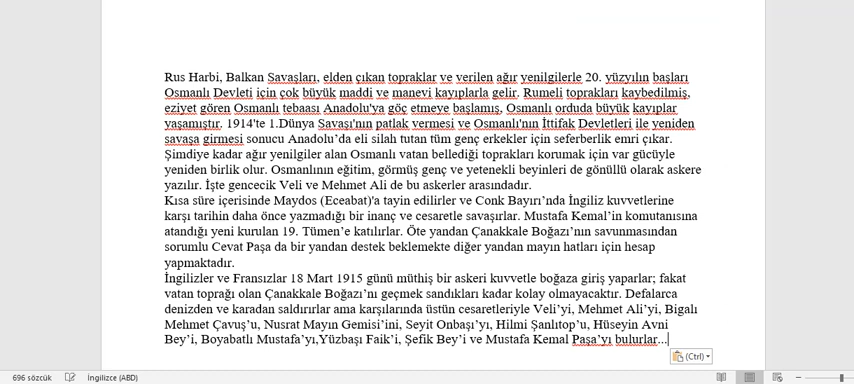 Rus Harbi, Balkan Savaşları, elden çıkan topraklar ve verilen ağır yenilgilerle 20. yüzyılın başları
Osmanlı Devleti için çok büyük maddi ve manevi kayıplarla gelir. Rumeli toprakları kaybedilmiş,
eziyet gören Osmanlı tebaası Anadolu'ya göç etmeye başlamış, Osmanlı orduda büyük kayıplar
yaşamıştır. 1914'te 1.Dünya Savaşı'nın patlak vermesi ve Osmanlı'nın İttifak Devletleri ile yeniden
savaşa girmesi sonucu Anadolu’da eli silah tutan tüm genç erkekler için seferberlik emri çıkar.
Şimdiye kadar ağır yenilgiler alan Osmanlı vatan bellediği toprakları korumak için var gücüyle
yeniden birlik olur. Osmanlının eğitim, görmüş genç ve yetenekli beyinleri de gönüllü olarak askere
yazılır. İşte gencecik Veli ve Mehmet Ali de bu askerler arasındadır.
Kısa süre içerisinde Maydos (Eceabat)'a tayin edilirler ve Conk Bayırı’nda İngiliz kuvvetlerine
karşı tarihin daha önce yazmadığı bir inanç ve cesaretle savaşırlar. Mustafa Kemal’in komutanısına
atandığı yeni kurulan 19. Tümen’e katılırlar. Öte yandan Çanakkale Boğazı’nın savunmasından
sorumlu Cevat Paşa da bir yandan destek beklemekte diğer yandan mayın hatları için hesap
yapmaktadır.
İngilizler ve Fransızlar 18 Mart 1915 günü müthiş bir askeri kuvvetle boğaza giriş yaparlar; fakat
vatan toprağı olan Çanakkale Boğazı’nı geçmek sandıkları kadar kolay olmayacaktır. Defalarca
denizden ve karadan saldırırlar ama karşılarında üstün cesaretleriyle Veli’yi, Mehmet Ali’yi, Bigalı
Mehmet Çavuş’u, Nusrat Mayın Gemisi’ini, Seyit Onbaşı’yı, Hilmi Şanlıtop’u, Hüseyin Avni
Bey’i, Boyabatlı Mustafa’yı,Yüzbaşı Faik’i, Şefik Bey’i ve Mustafa Kemal Paşa’yı bulurlar...
(Ctrl)
696 sözcük İngilizce (ABD)